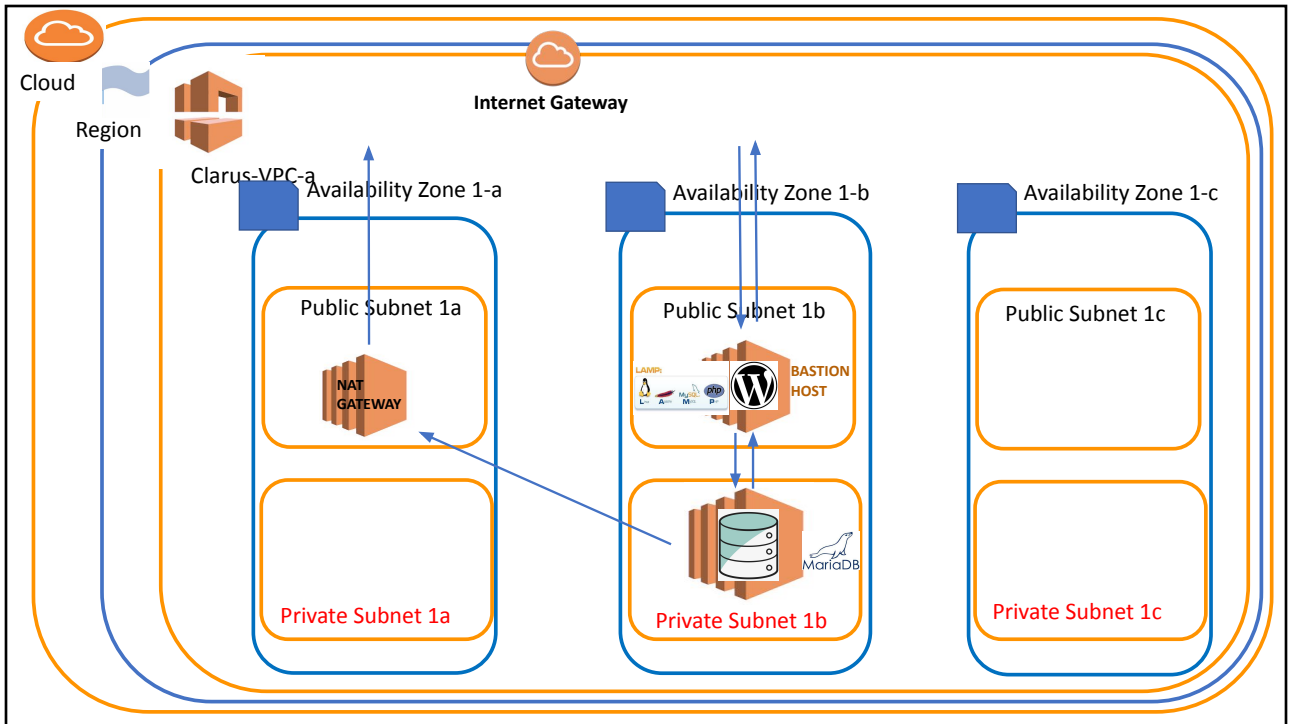 Cloud
Region
Internet Gateway
Clarus-VPC-a
Availability Zone 1-a
Availability Zone 1-b
Availability Zone 1-c
Public Subnet 1a
Public Subnet 1b
Public Subnet 1c
NAT
GATEWAY
LAMP:
MySQL
php
L
A
M
P
BASTION
HOST
MariaDB
Private Subnet 1a
Private Subnet 1b
Private Subnet 1c